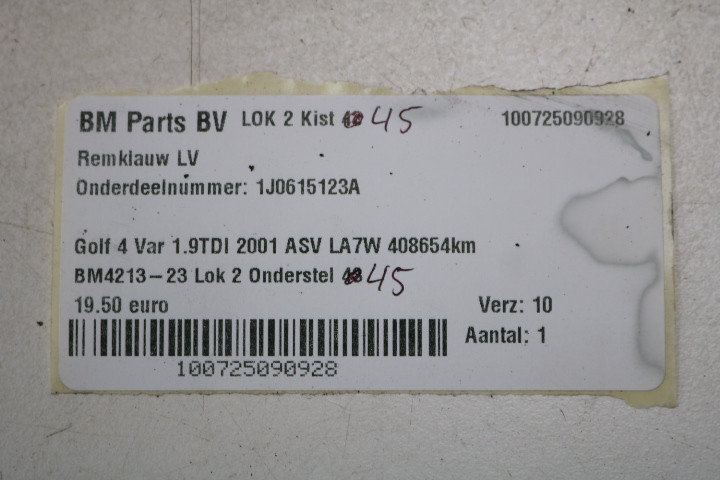 BM Parts BV LOK 2 Kist 45 100725090928
Remklauw LV
Onderdeelnummer: 1J0615123A
Golf 4 Var 1.9TDI 2001 ASV LA7W 408654km
BM4213-23 Lok 2 Onderstel 45
19.50 euro Verz: 10
Aantal: 1
100725090928